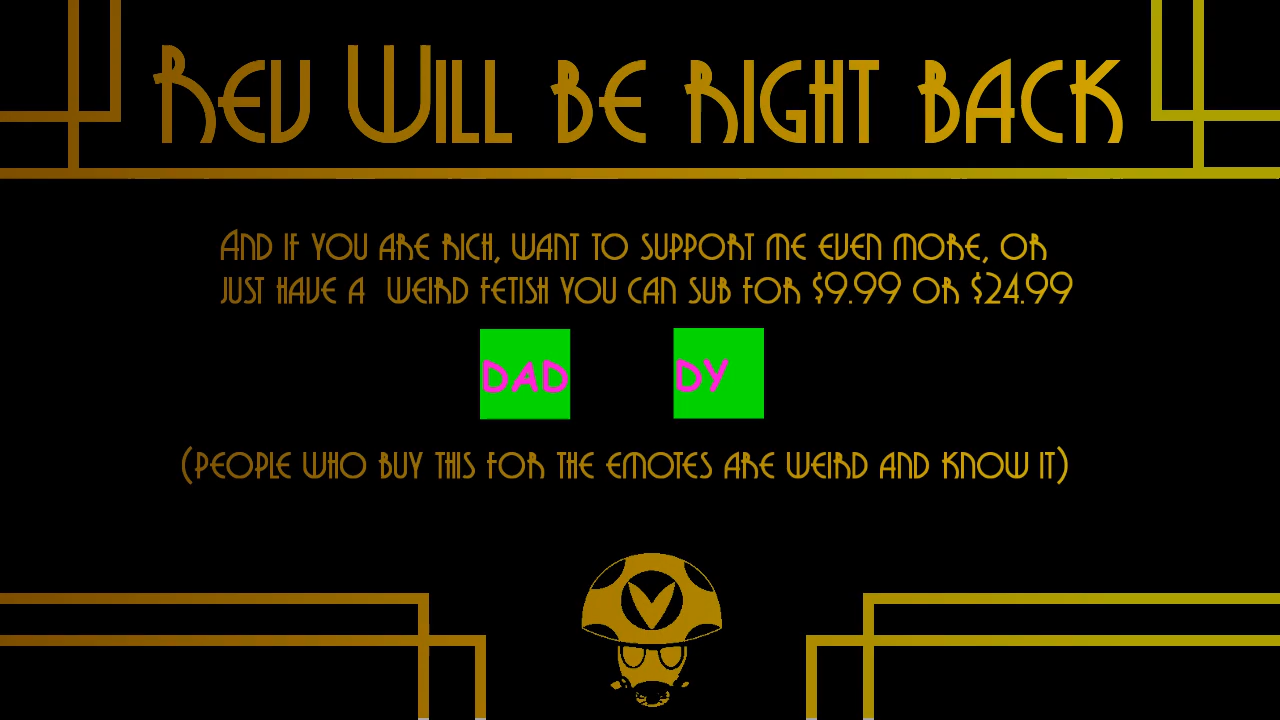 Rev Will be right back
And if you are rich, want to support me even more, or
just have a weird fetish you can sub for $9.99 or $24.99
DAD DY
(people who buy this for the emotes are weird and know it)
V